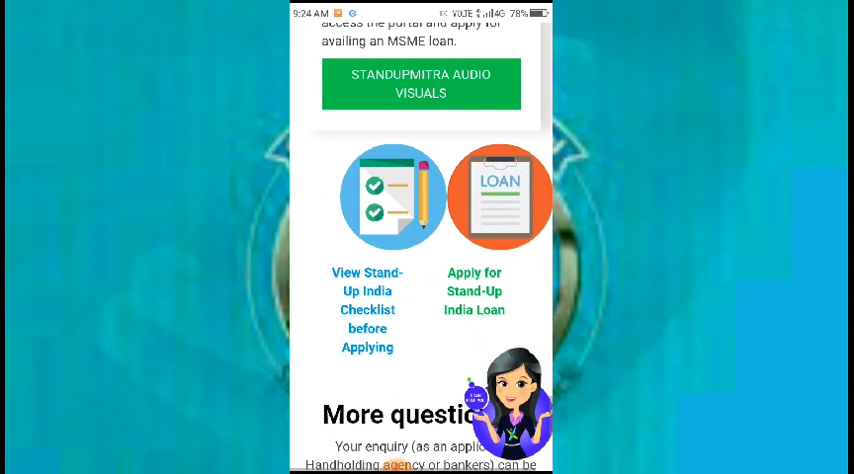 9:24 AM
4G 78%
access the portal and apply for
availing an MSME loan.
STANDUPMITRA AUDIO
VISUALS
LOAN
View Stand-
Up India
Checklist
before
Applying
Apply for
Stand-Up
India Loan
More questio
Your enquiry (as an applic
Handholding agency or bankers) can be